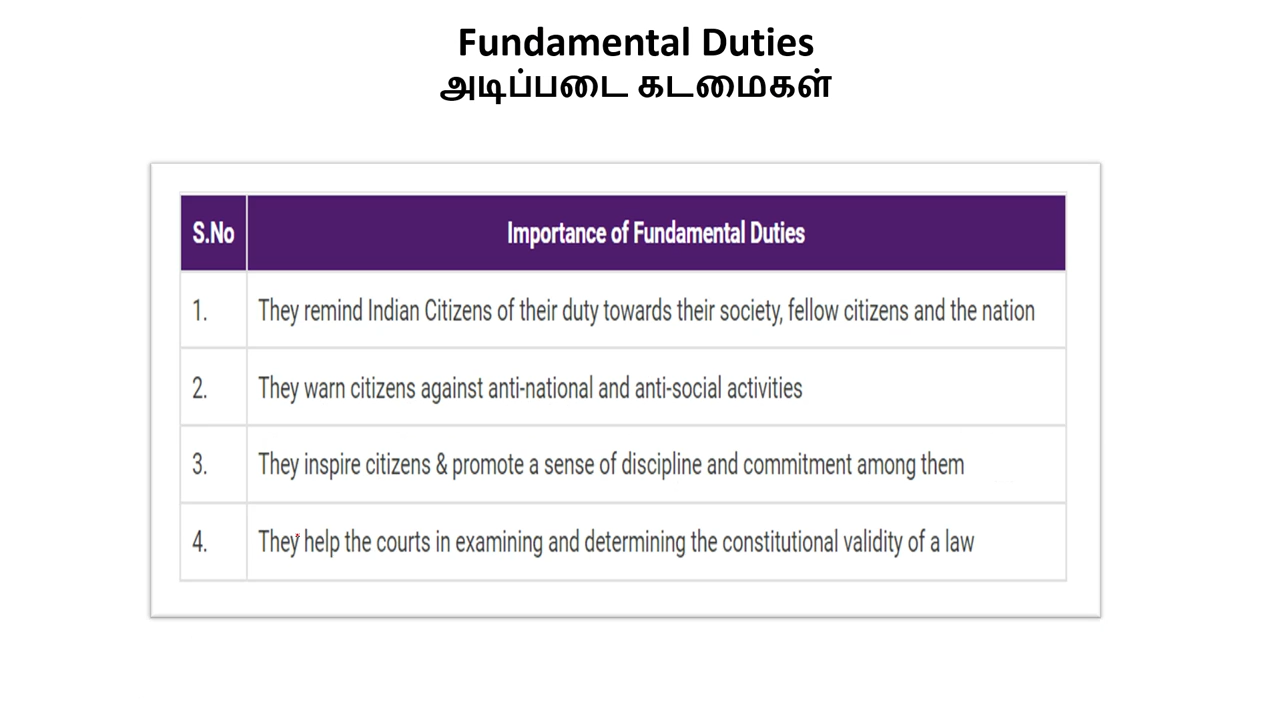 Fundamental Duties
அடிப்படை கடமைகள்
S.No Importance of Fundamental Duties
1. They remind Indian Citizens of their duty towards their society, fellow citizens and the nation
2. They warn citizens against anti-national and anti-social activities
3. They inspire citizens & promote a sense of discipline and commitment among them
4. They help the courts in examining and determining the constitutional validity of a law